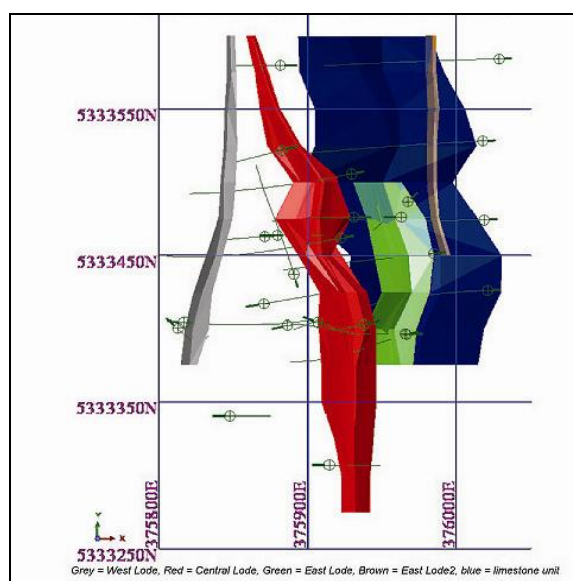 5333550N
5333450N
5333350N
5333250N
375800E
375900E
376000E
Y
X
Grey = West Lode, Red = Central Lode, Green = East Lode, Brown = East Lode2, blue = limestone unit